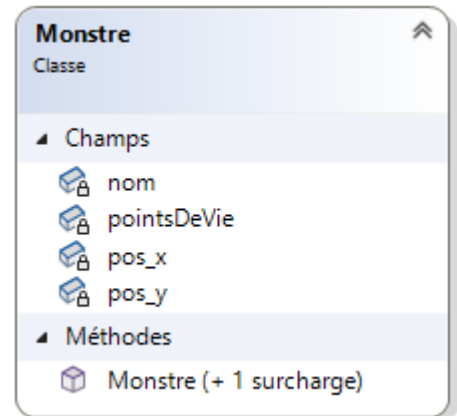 Monstre
Classe
Champs
nom
pointsDeVie
pos_x
pos_y
Méthodes
Monstre (+ 1 surcharge)